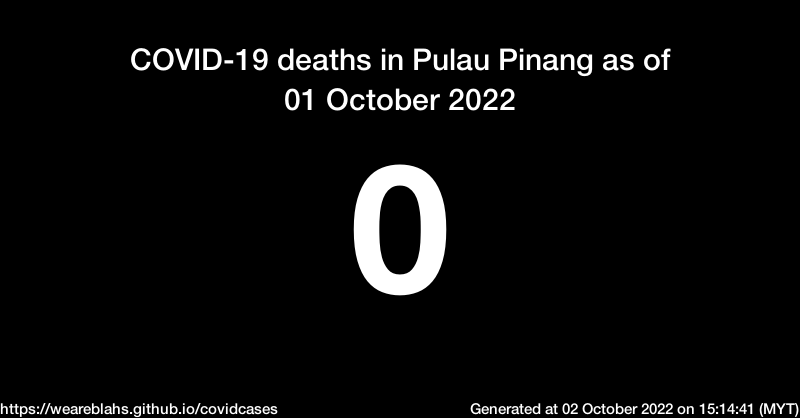 COVID-19 deaths in Pulau Pinang as of
01 October 2022
0
https://weareblahs.github.io/covidcases
Generated at 02 October 2022 on 15:14:41 (MYT)